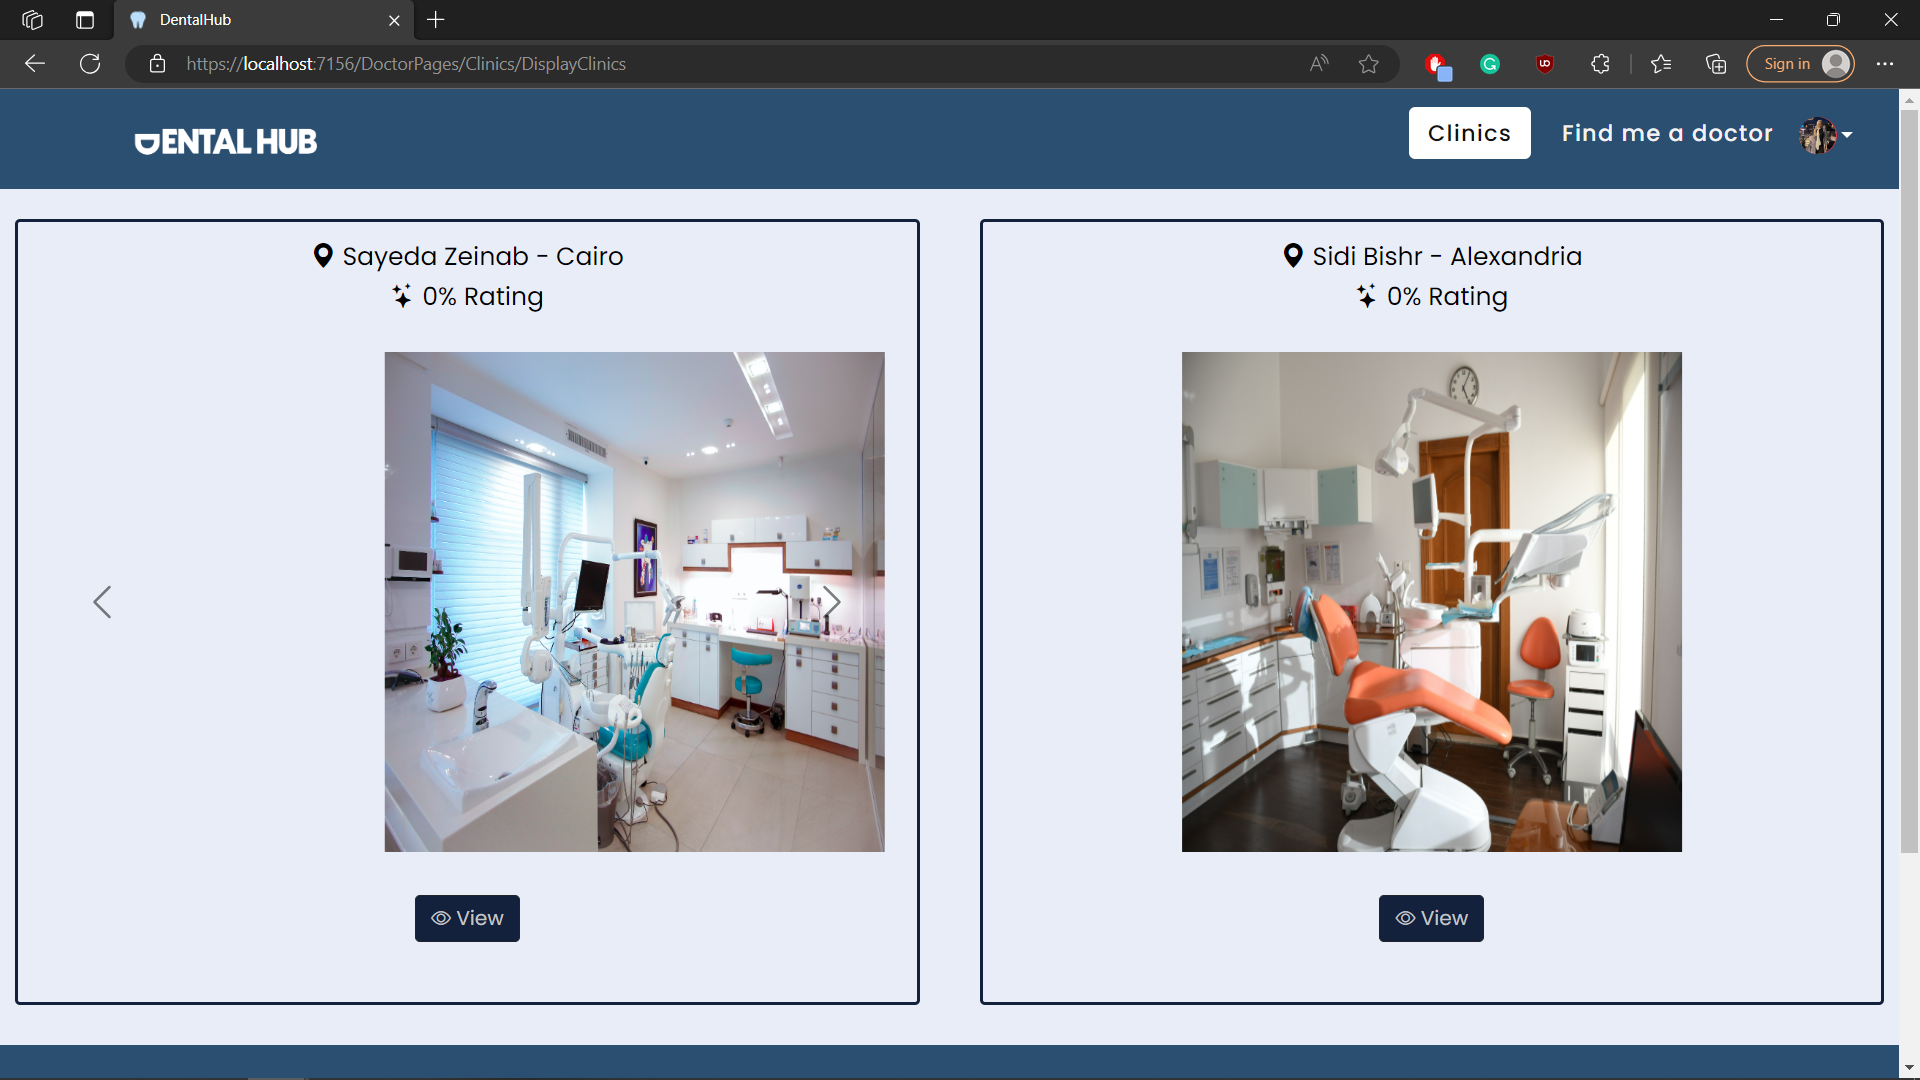 DentalHub
https://localhost:7156/DoctorPages/Clinics/DisplayClinics
Sign in
DENTAL HUB
Clinics
Find me a doctor
Sayeda Zeinab - Cairo
0% Rating
Sidi Bishr - Alexandria
0% Rating
View
View